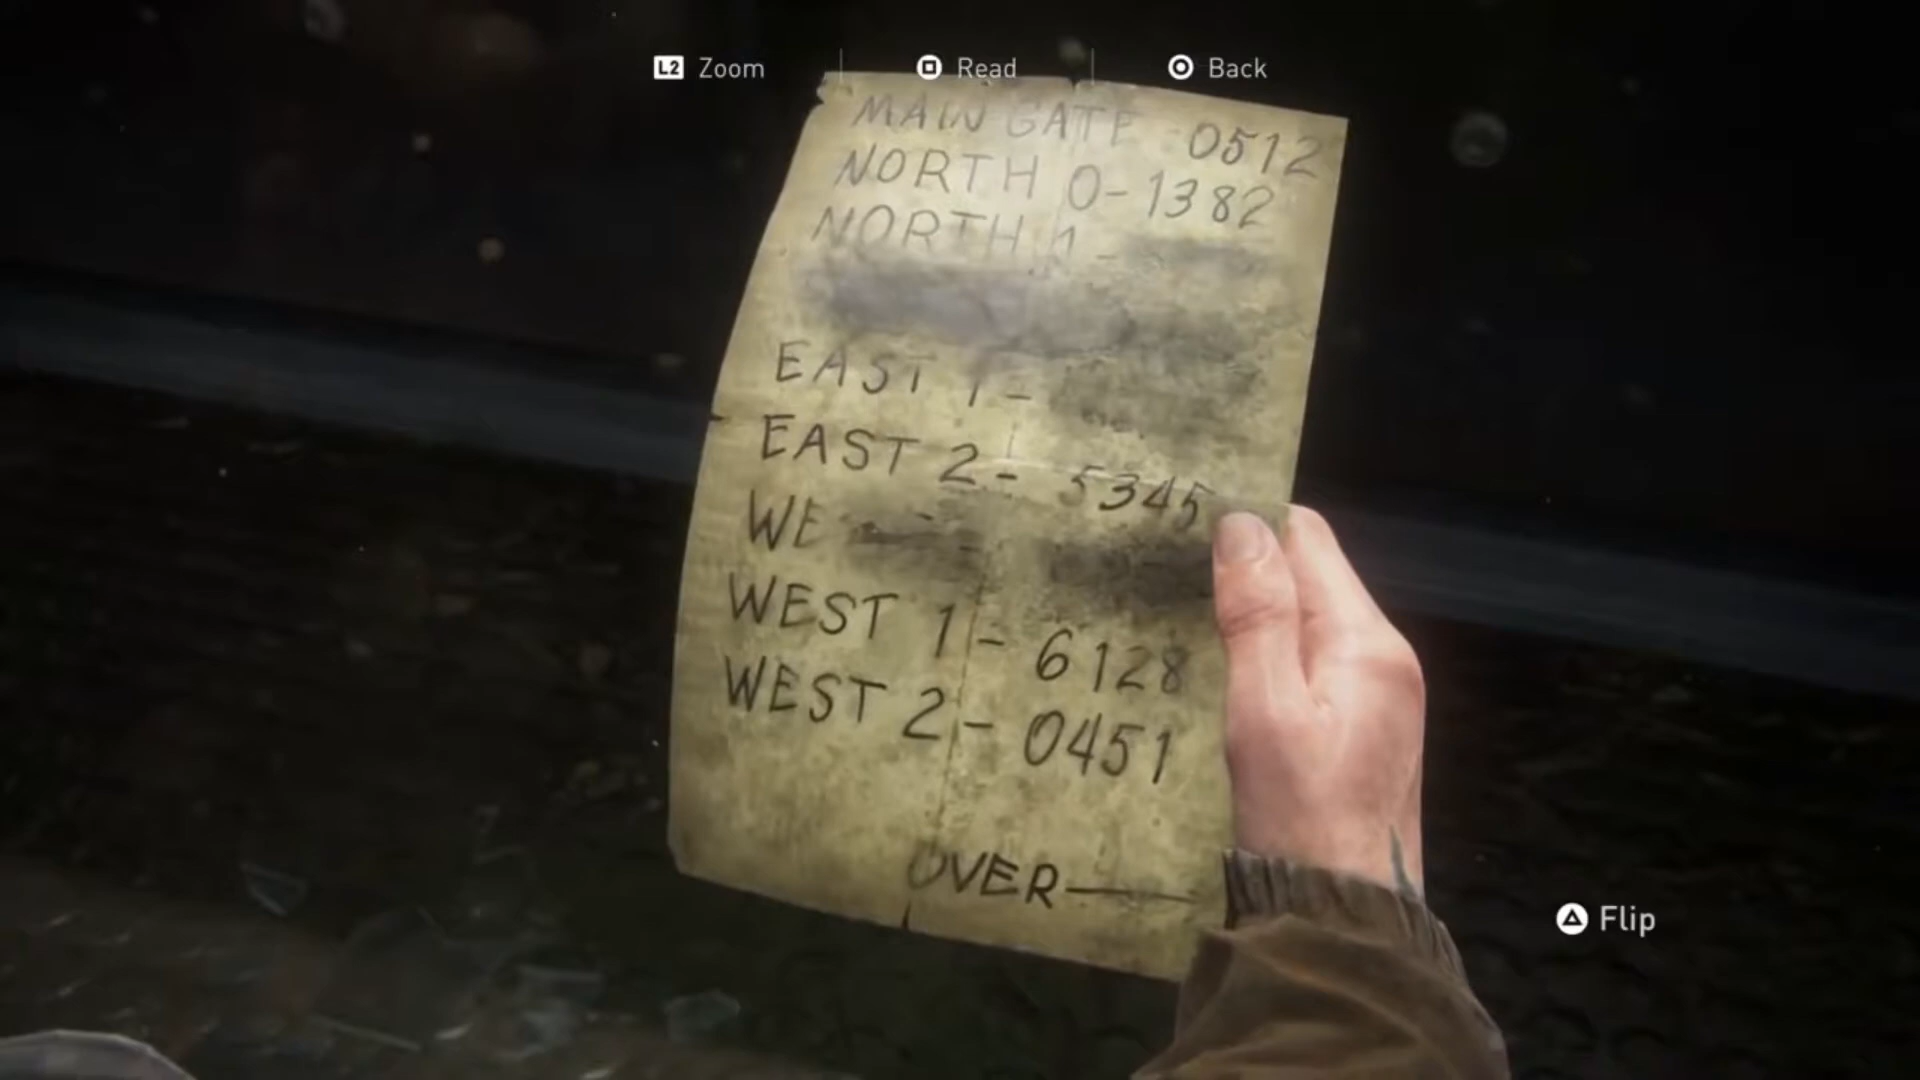 L2 Zoom
Read
Back
MAIN GATE 0512
NORTH 0-1382
NORTH 1 -
EAST 1 -
EAST 2 - 5345
WE
WEST 1 - 6128
WEST 2 - 0451
OVER
Flip